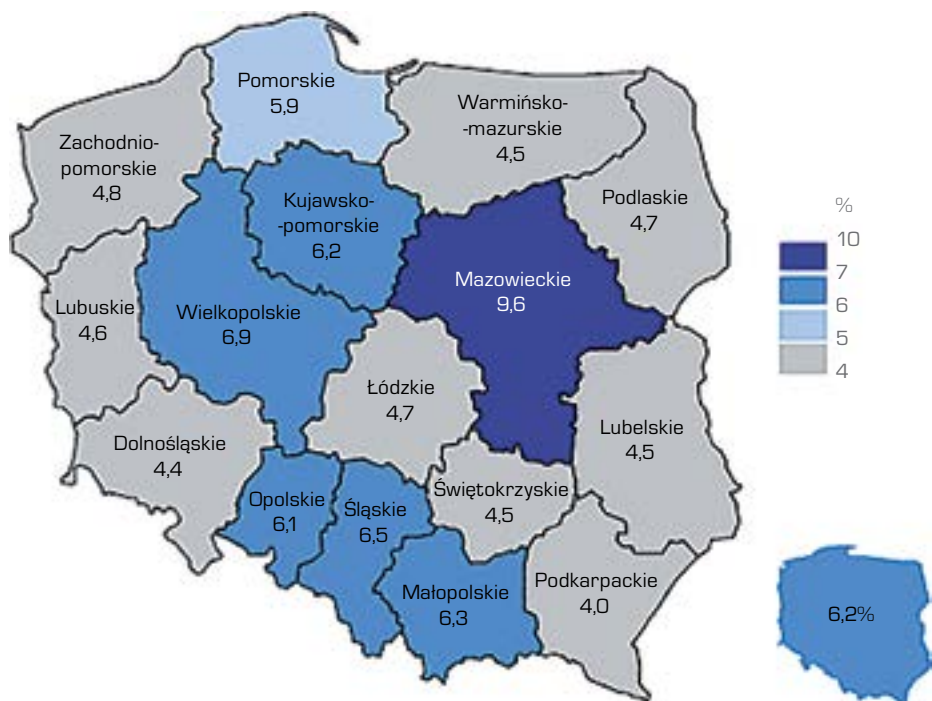 Pomorskie
5,9
Warmińsko-
-mazurskie
4,5
Zachodnio-
pomorskie
4,8
Kujawsko-
-pomorskie
6,2
Podlaskie
4,7
Mazowieckie
9,6
Lubuskie
4,6
Wielkopolskie
6,9
Łódzkie
4,7
Lubelskie
4,5
Dolnośląskie
4,4
Opolskie
6,1
Śląskie
6,5
Świętokrzyskie
4,5
Małopolskie
6,3
Podkarpackie
4,0
%
10
7
6
5
4
6,2%